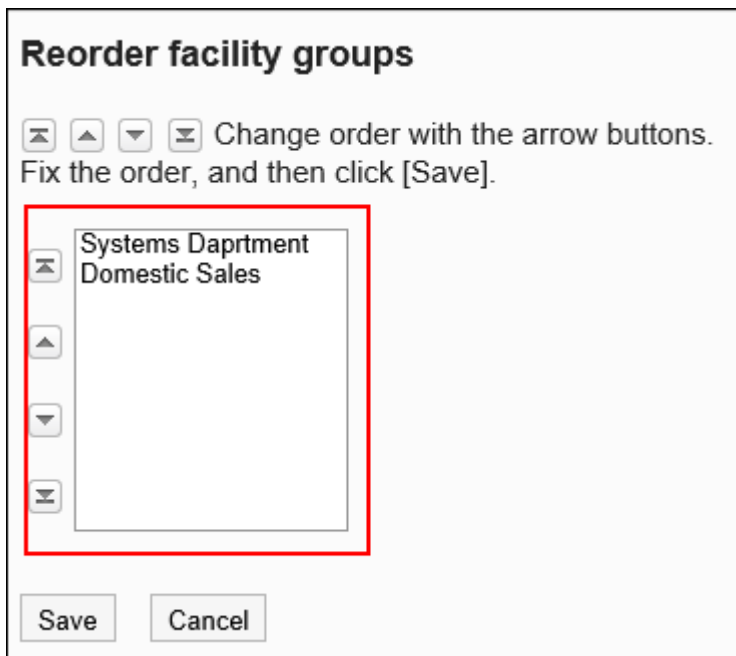 Reorder facility groups
Change order with the arrow buttons.
Fix the order, and then click [Save].
Systems Daprtment
Domestic Sales
Save
Cancel